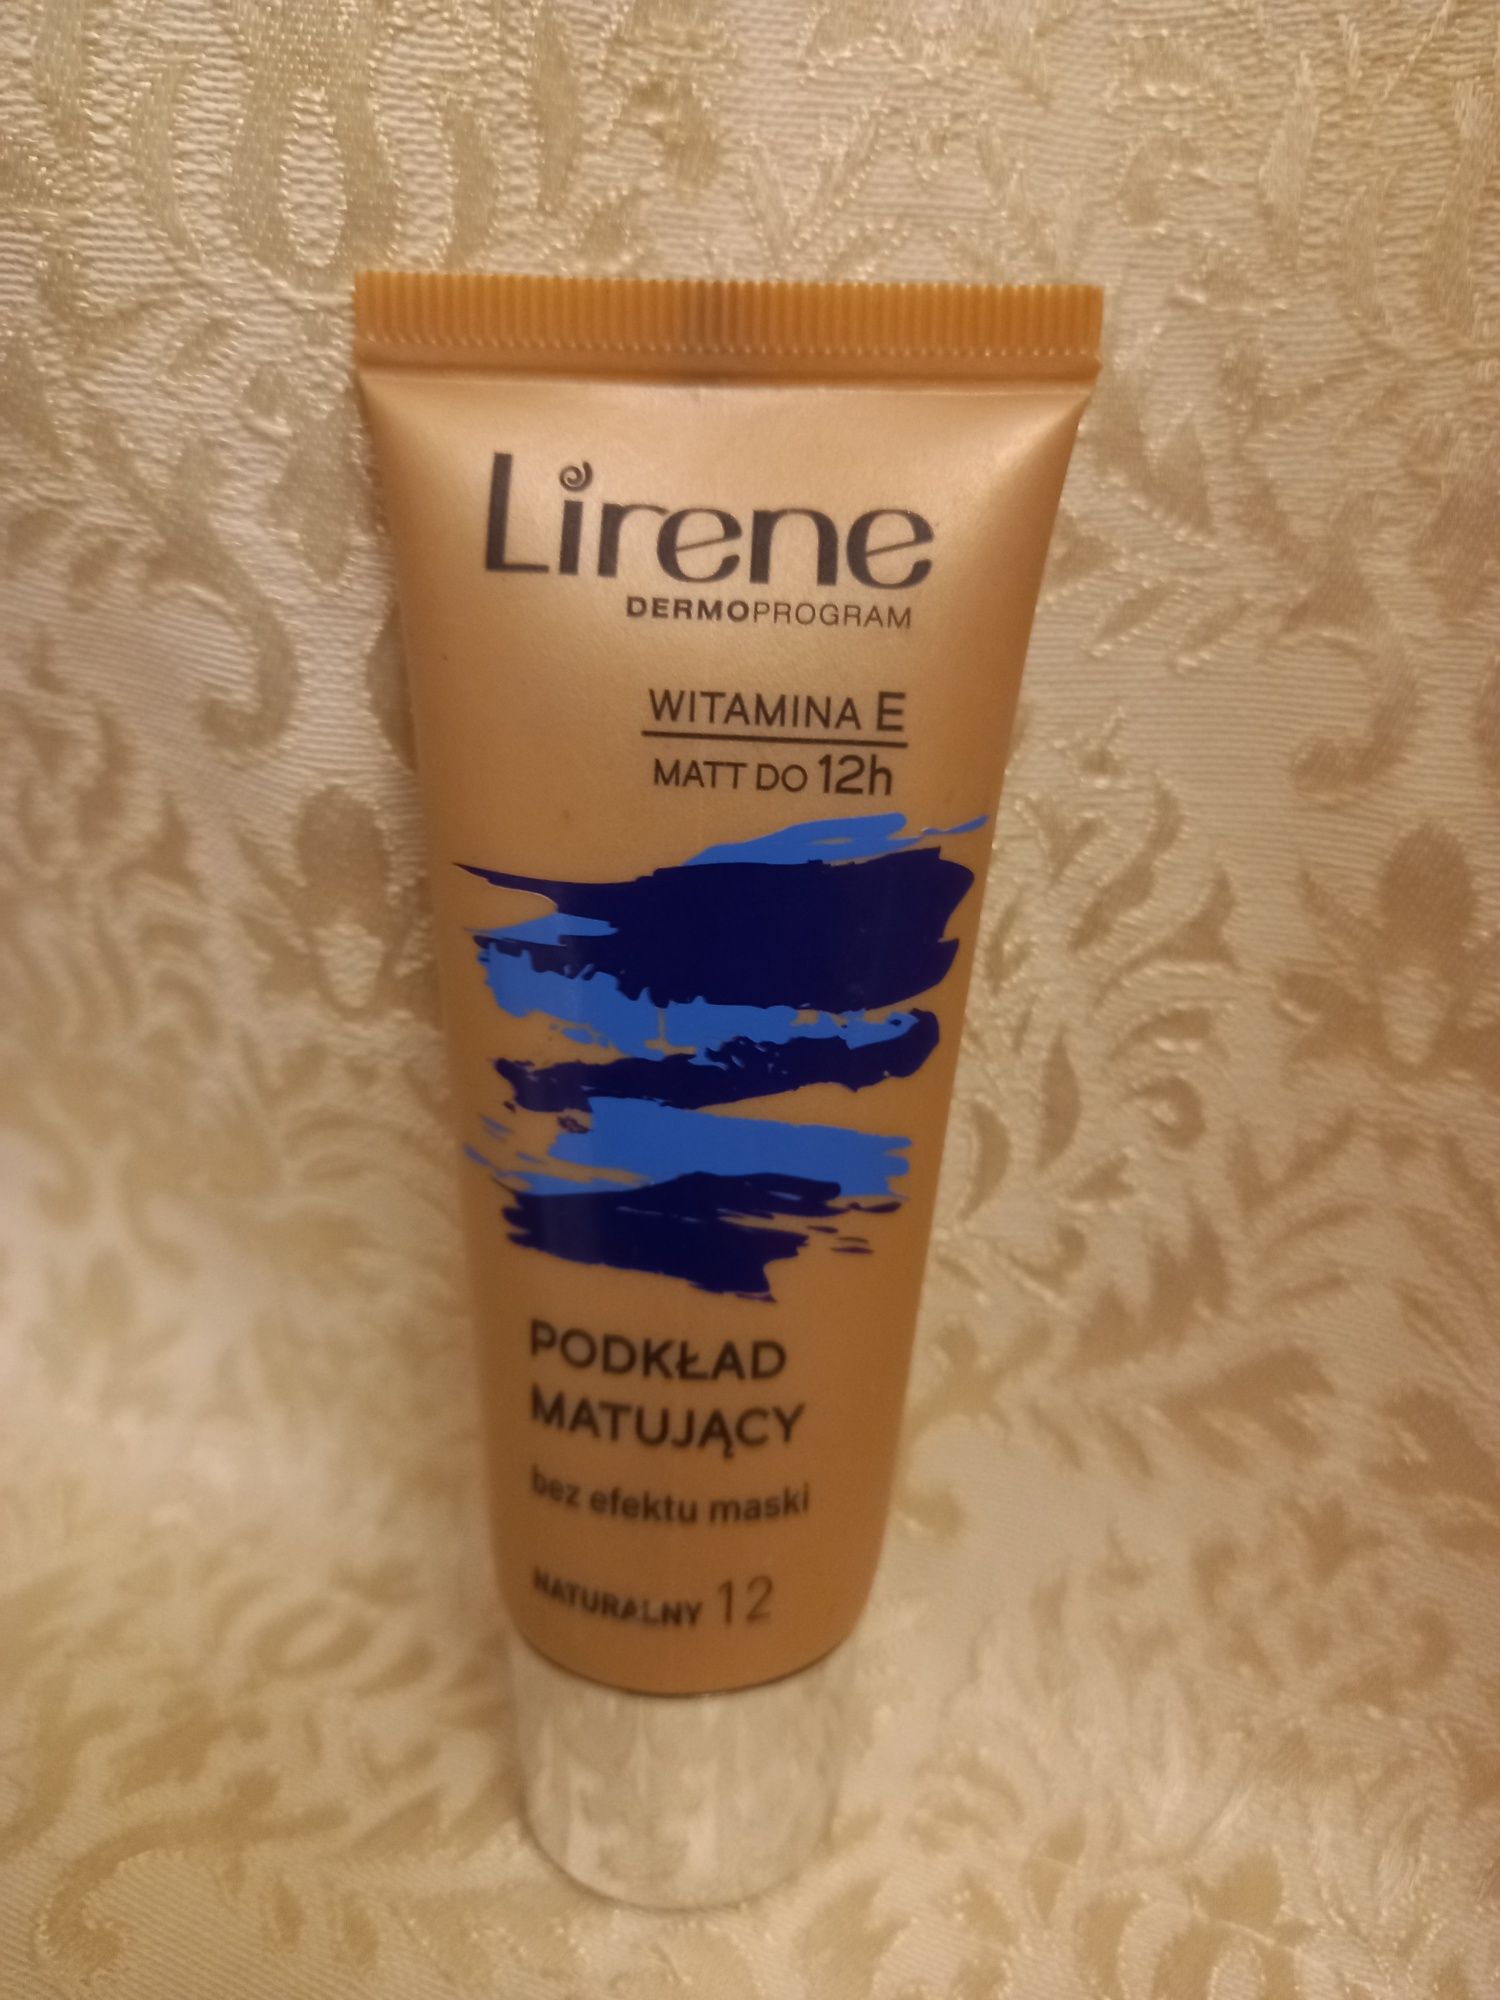 Lirene
DERMOPROGRAM
WITAMINA E
MATT DO 12h
PODKŁAD
MATUJĄCY
bez efektu maski
NATURALNY 12